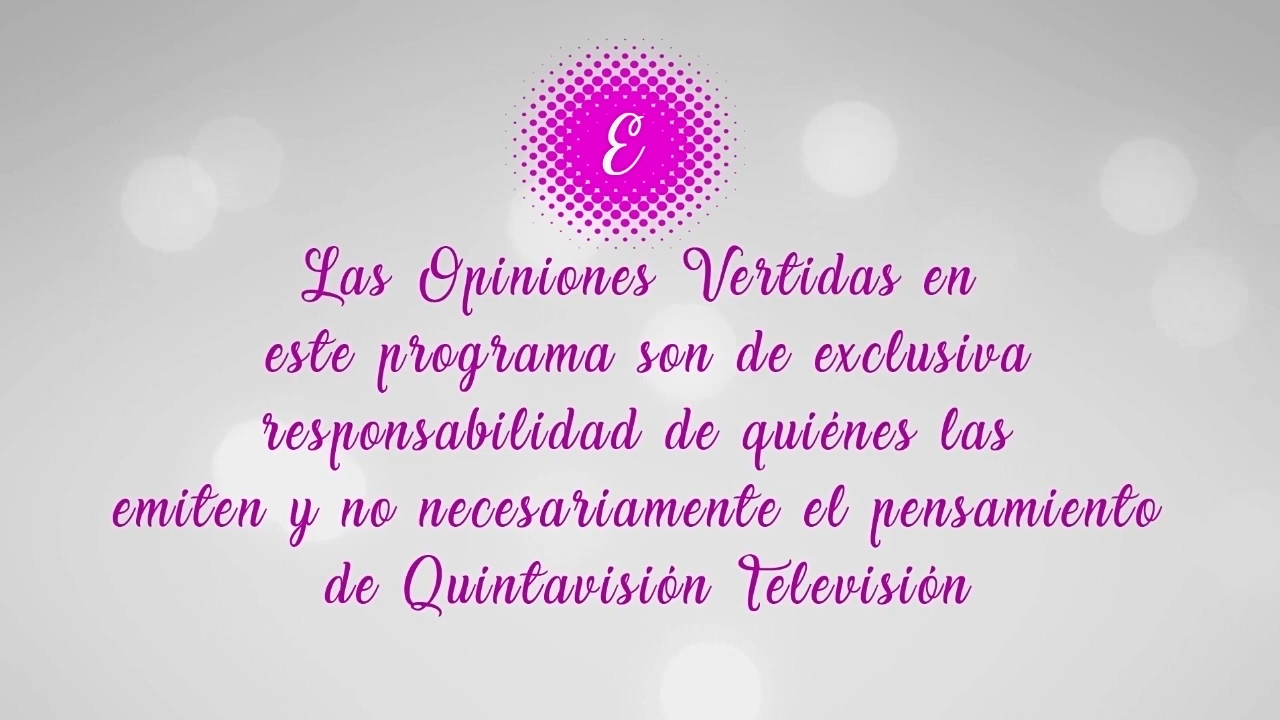 E
Las Opiniones Vertidas en
este programa son de exclusiva
responsabilidad de quiénes las
emiten y no necesariamente el pensamiento
de Quintavisión Televisión